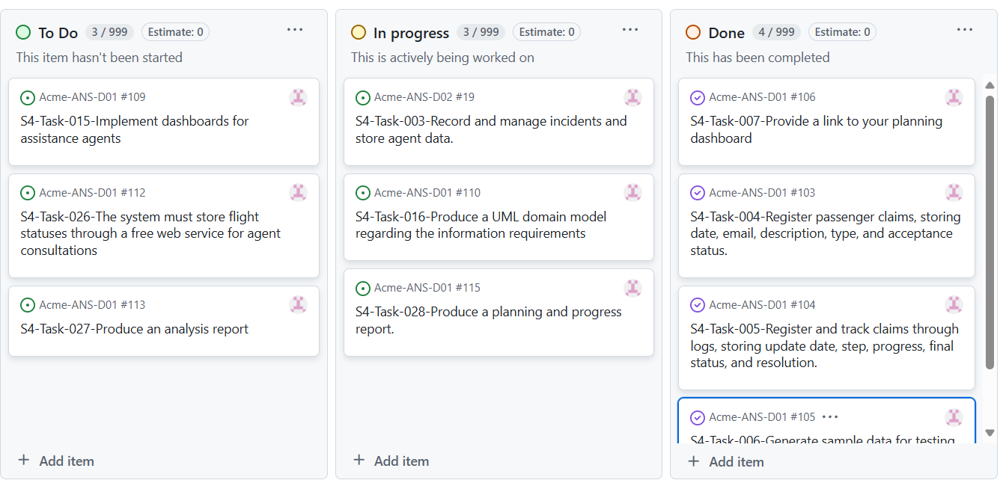 To Do 3 / 999 Estimate: 0 ...
This item hasn't been started
Acme-ANS-D01 #109
S4-Task-015-Implement dashboards for
assistance agents
Acme-ANS-D01 #112
S4-Task-026-The system must store flight
statuses through a free web service for agent
consultations
Acme-ANS-D01 #113
S4-Task-027-Produce an analysis report
+ Add item
In progress 3 / 999 Estimate: 0 ...
This is actively being worked on
Acme-ANS-D02 #19
S4-Task-003-Record and manage incidents and
store agent data.
Acme-ANS-D01 #110
S4-Task-016-Produce a UML domain model
regarding the information requirements
Acme-ANS-D01 #115
S4-Task-028-Produce a planning and progress
report.
+ Add item
Done 4 / 999 Estimate: 0 ...
This has been completed
Acme-ANS-D01 #106
S4-Task-007-Provide a link to your planning
dashboard
Acme-ANS-D01 #103
S4-Task-004-Register passenger claims, storing
date, email, description, type, and acceptance
status.
Acme-ANS-D01 #104
S4-Task-005-Register and track claims through
logs, storing update date, step, progress, final
status, and resolution.
Acme-ANS-D01 #105 ...
S4-Task-006-Generate sample data for testing
+ Add item